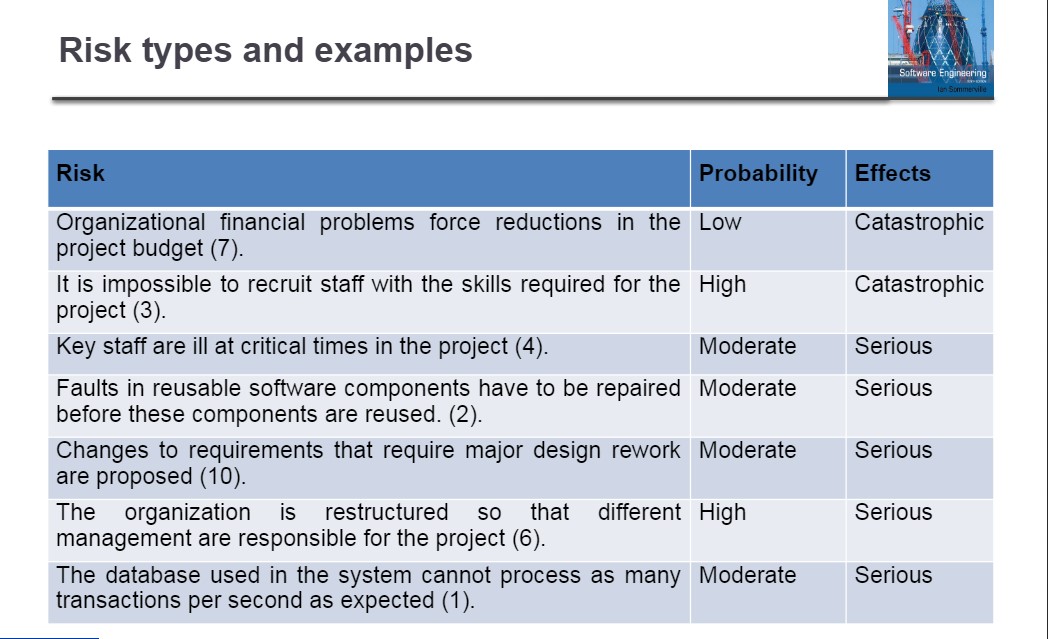 Risk types and examples
Software Engineering
Ian Sommerville
Risk
Probability
Effects
Organizational financial problems force reductions in the
project budget (7).
Low
Catastrophic
It is impossible to recruit staff with the skills required for the
project (3).
High
Catastrophic
Key staff are ill at critical times in the project (4).
Moderate
Serious
Faults in reusable software components have to be repaired
before these components are reused. (2).
Moderate
Serious
Changes to requirements that require major design rework
are proposed (10).
Moderate
Serious
The organization is restructured so that different
management are responsible for the project (6).
High
Serious
The database used in the system cannot process as many
transactions per second as expected (1).
Moderate
Serious